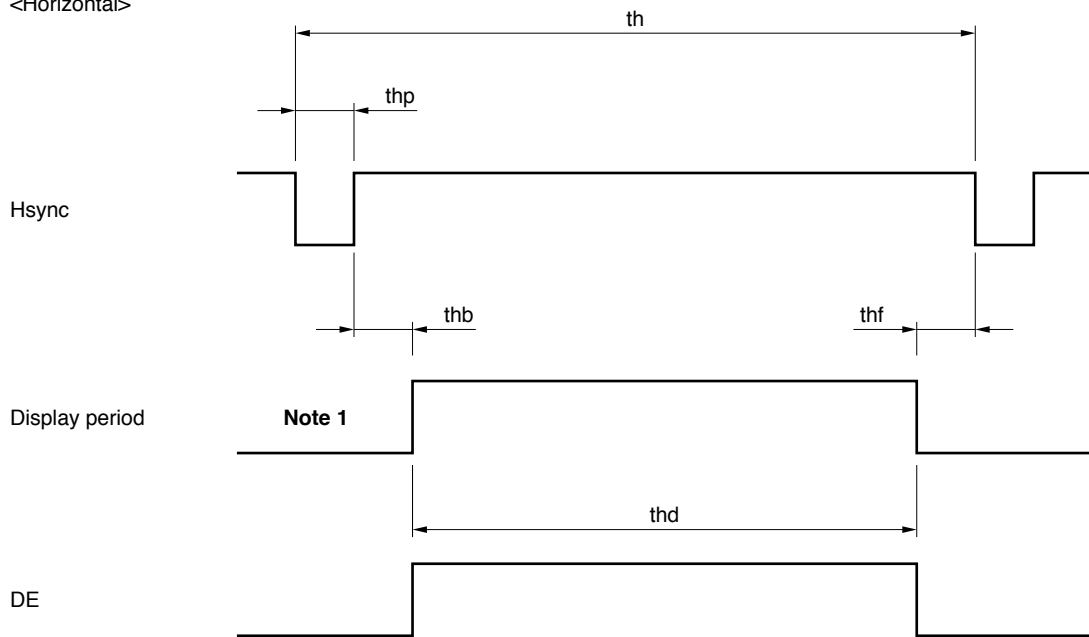 <Horizontal>
th
thp
Hsync
thb
thf
Display period
Note 1
thd
DE